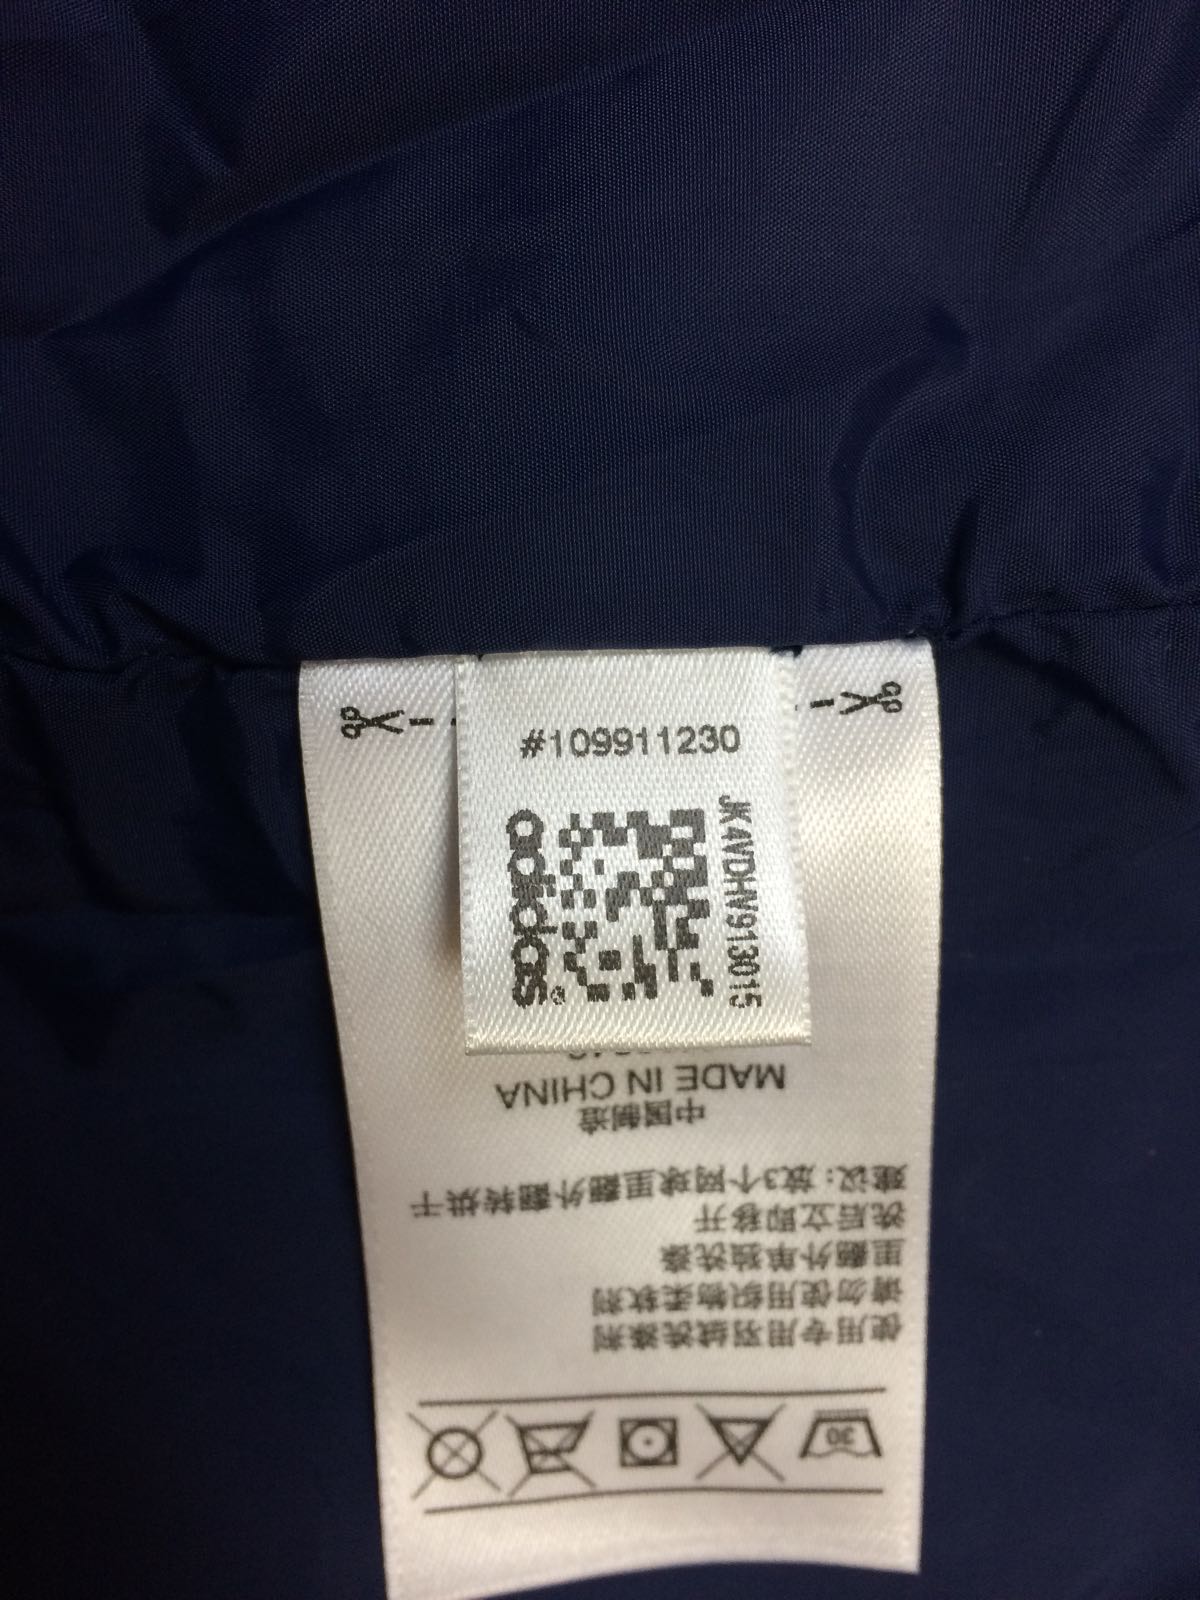 #109911230
adidas
JK4VDHV913015
MADE IN CHINA
中国制造
使用专用羽绒洗涤剂
请勿使用织物柔软剂
里翻外单独洗涤
洗后立即移开
建议:放3个网球里翻外翻转烘干
30